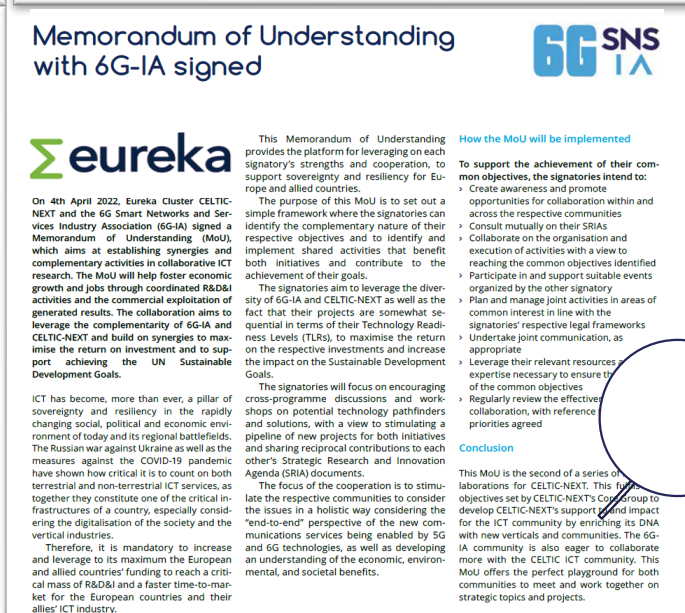 Memorandum of Understanding
with 6G-IA signed
6G SNS
IA
eureka
On 4th April 2022, Eureka Cluster CELTIC-
NEXT and the 6G Smart Networks and Ser-
vices Industry Association (6G-IA) signed a
Memorandum of Understanding (MoU),
which aims at establishing synergies and
complementary activities in collaborative ICT
research. The MoU will help foster economic
growth and jobs through coordinated R&D&I
activities and the commercial exploitation of
generated results. The collaboration aims to
leverage the complementarity of 6G-IA and
CELTIC-NEXT and build on synergies to max-
imise the return on investment and to sup-
port achieving the UN Sustainable
Development Goals.
ICT has become, more than ever, a pillar of
sovereignty and resiliency in the rapidly
changing social, political and economic envi-
ronment of today and its regional battlefields.
The Russian war against Ukraine as well as the
measures against the COVID-19 pandemic
have shown how critical it is to count on both
terrestrial and non-terrestrial ICT services, as
together they constitute one of the critical in-
frastructures of a country, especially consid-
ering the digitalisation of the society and the
vertical industries.
Therefore, it is mandatory to increase
and leverage to its maximum the European
and allied countries' funding to reach a criti-
cal mass of R&D&I and a faster time-to-mar-
ket for the European countries and their
allies' ICT industry.
This Memorandum of Understanding
provides the platform for leveraging on each
signatory's strengths and cooperation, to
support sovereignty and resiliency for Eu-
rope and allied countries.
The purpose of this MoU is to set out a
simple framework where the signatories can
identify the complementary nature of their
respective objectives and to identify and
implement shared activities that benefit
both initiatives and contribute to the
achievement of their goals.
The signatories aim to leverage the diver-
sity of 6G-IA and CELTIC-NEXT as well as the
fact that their projects are somewhat se-
quential in terms of their Technology Readi-
ness Levels (TLRs), to maximise the return
on the respective investments and increase
the impact on the Sustainable Development
Goals.
The signatories will focus on encouraging
cross-programme discussions and work-
shops on potential technology pathfinders
and solutions, with a view to stimulating a
pipeline of new projects for both initiatives
and sharing reciprocal contributions to each
other's Strategic Research and Innovation
Agenda (SRIA) documents.
The focus of the cooperation is to stimu-
late the respective communities to consider
the issues in a holistic way considering the
"end-to-end" perspective of the new com-
munications services being enabled by 5G
and 6G technologies, as well as developing
an understanding of the economic, environ-
mental, and societal benefits.
How the MoU will be implemented
To support the achievement of their com-
mon objectives, the signatories intend to:
› Create awareness and promote
opportunities for collaboration within and
across the respective communities
› Consult mutually on their SRIAs
› Collaborate on the organisation and
execution of activities with a view to
reaching the common objectives identified
› Participate in and support suitable events
organized by the other signatory
› Plan and manage joint activities in areas of
common interest in line with the
signatories' respective legal frameworks
› Undertake joint communication, as
appropriate
› Leverage their relevant resources
expertise necessary to ensure
of the common objectives
› Regularly review the
collaboration, with reference
priorities agreed
Conclusion
This MoU is the second of a series of
laborations for CELTIC-NEXT. This
objectives set by CELTIC-NEXT's Core Group to
develop CELTIC-NEXT's support and impact
for the ICT community by enriching its DNA
with new verticals and communities. The 6G-
IA community is also eager to collaborate
more with the CELTIC ICT community. This
MoU offers the perfect playground for both
communities to meet and work together on
strategic topics and projects.